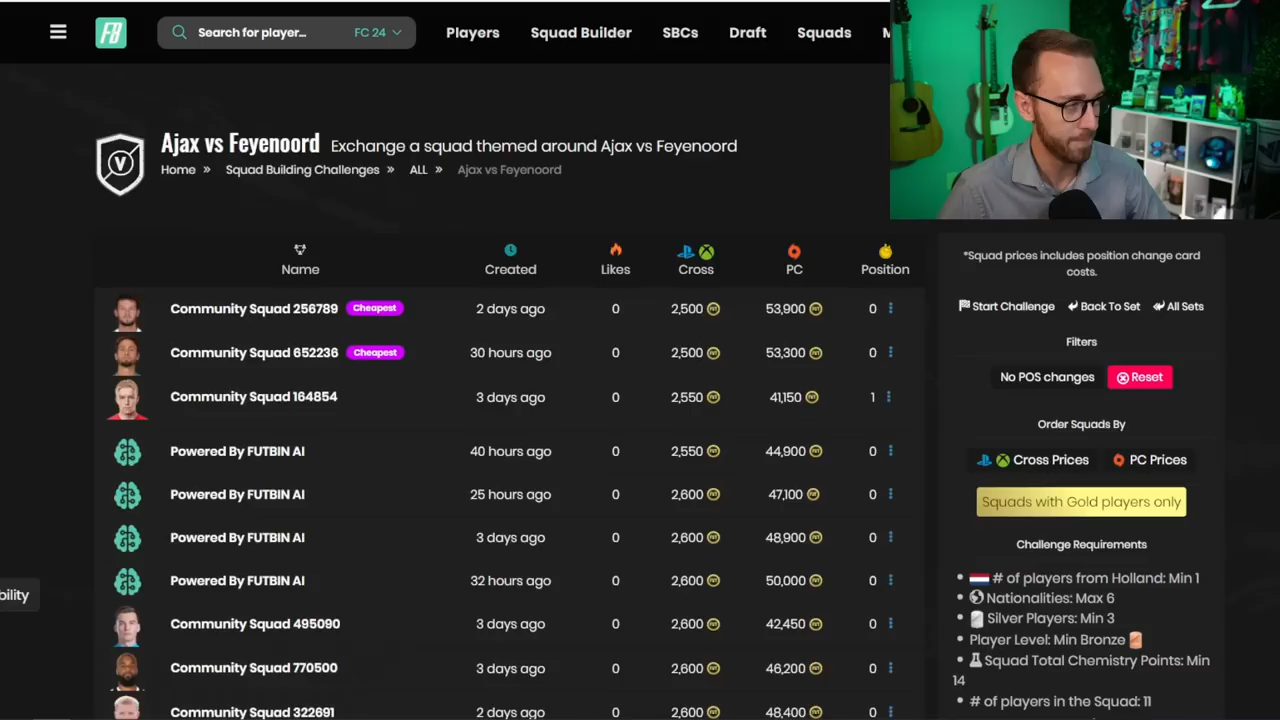 FB
Search for player...
FC 24
Players
Squad Builder
SBCs
Draft
Squads
Ajax vs Feyenoord
Exchange a squad themed around Ajax vs Feyenoord
Home » Squad Building Challenges » ALL » Ajax vs Feyenoord
Name Created Likes Cross PC Position
Community Squad 256789 Cheapest 2 days ago 0 2,500 53,900 0
Community Squad 652236 Cheapest 30 hours ago 0 2,500 53,300 0
Community Squad 164854 3 days ago 0 2,550 41,150 1
Powered By FUTBIN AI 40 hours ago 0 2,550 44,900 0
Powered By FUTBIN AI 25 hours ago 0 2,600 47,100 0
Powered By FUTBIN AI 3 days ago 0 2,600 48,900 0
Powered By FUTBIN AI 32 hours ago 0 2,600 50,000 0
Community Squad 495090 3 days ago 0 2,600 42,450 0
Community Squad 770500 3 days ago 0 2,600 46,200 0
Community Squad 322691 2 days ago 0 2,600 48,400 0
bility
*Squad prices includes position change card
costs.
Start Challenge Back To Set All Sets
Filters
No POS changes Reset
Order Squads By
Cross Prices PC Prices
Squads with Gold players only
Challenge Requirements
# of players from Holland: Min 1
Nationalities: Max 6
Silver Players: Min 3
Player Level: Min Bronze
Squad Total Chemistry Points: Min
14
# of players in the Squad: 11